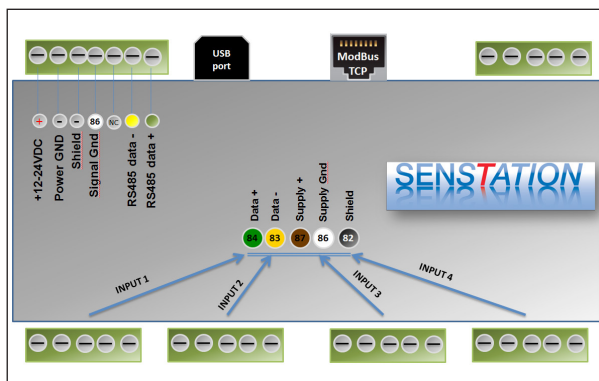 USB
port
ModBus
TCP
+
-
-
86
NC
+12-24VDC
Power GND
Shield
Signal Gnd
RS485 data -
RS485 data +
SENSTATION
Data +
Data -
Supply +
Supply Gnd
Shield
84
83
87
86
82
INPUT 1
INPUT 2
INPUT 3
INPUT 4